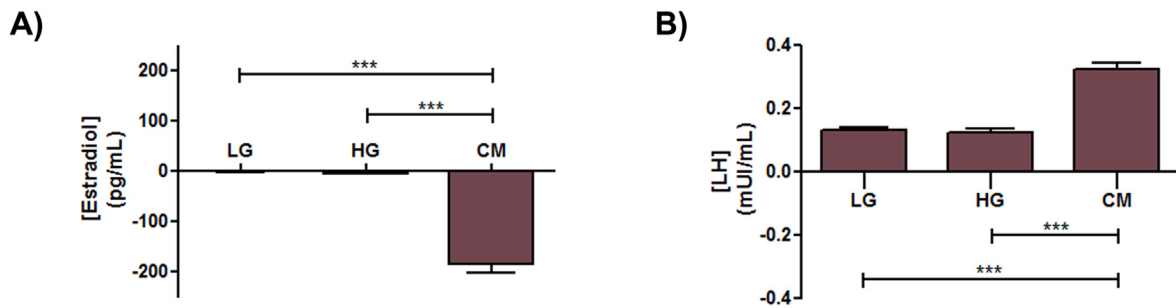 A)
[Estradiol]
(pg/mL)
200
100
0
-100
-200
***
***
LG HG CM
B)
[LH]
(mUI/mL)
0.4
0.2
0.0
-0.2
-0.4
LG HG CM
***
***